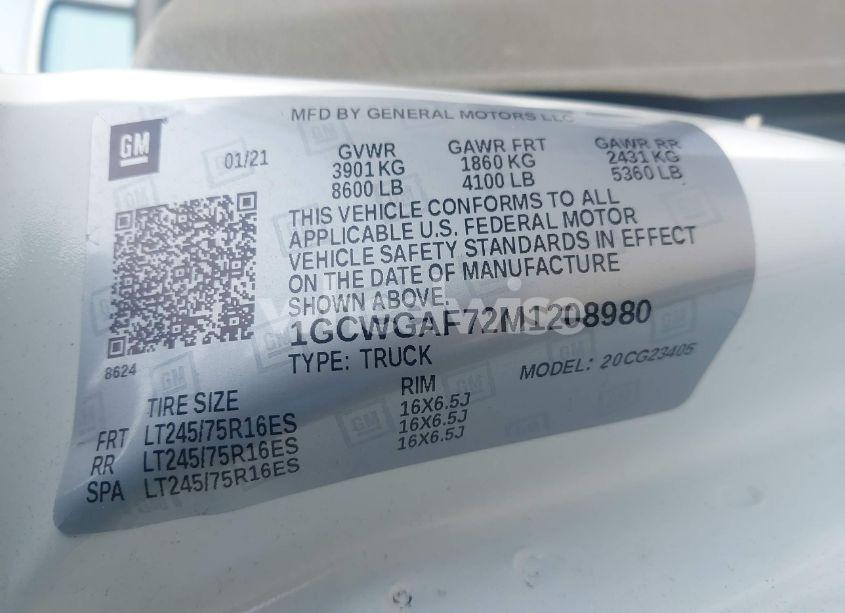 MFD BY GENERAL MOTORS LLC
GM
01/21
GVWR GAWR FRT GAWR RR
3901 KG 1860 KG 2431 KG
8600 LB 4100 LB 5360 LB
THIS VEHICLE CONFORMS TO ALL
APPLICABLE U.S. FEDERAL MOTOR
VEHICLE SAFETY STANDARDS IN EFFECT
ON THE DATE OF MANUFACTURE
SHOWN ABOVE.
1GCWGAF72M1208980
8624
TYPE: TRUCK
MODEL: 20 CG23405
TIRE SIZE RIM
FRT LT245/75R16ES 16X6.5J
RR LT245/75R16ES 16X6.5J
SPA LT245/75R16ES 16X6.5J